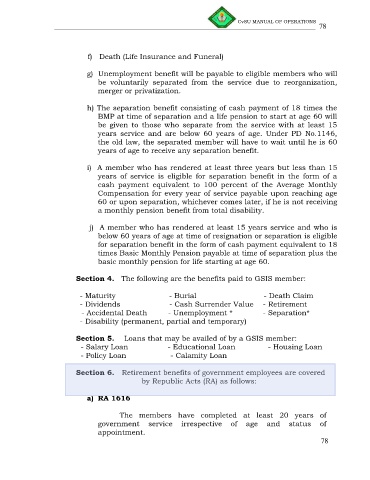 CvSU MANUAL OF OPERATIONS
78
f) Death (Life Insurance and Funeral)
g) Unemployment benefit will be payable to eligible members who will
be voluntarily separated from the service due to reorganization,
merger or privatization.
h) The separation benefit consisting of cash payment of 18 times the
BMP at time of separation and a life pension to start at age 60 will
be given to those who separate from the service with at least 15
years service and are below 60 years of age. Under PD No.1146,
the old law, the separated member will have to wait until he is 60
years of age to receive any separation benefit.
i) A member who has rendered at least three years but less than 15
years of service is eligible for separation benefit in the form of a
cash payment equivalent to 100 percent of the Average Monthly
Compensation for every year of service payable upon reaching age
60 or upon separation, whichever comes later, if he is not receiving
a monthly pension benefit from total disability.
j) A member who has rendered at least 15 years service and who is
below 60 years of age at time of resignation or separation is eligible
for separation benefit in the form of cash payment equivalent to 18
times Basic Monthly Pension payable at time of separation plus the
basic monthly pension for life starting at age 60.
Section 4. The following are the benefits paid to GSIS member:
- Maturity - Burial - Death Claim
- Dividends - Cash Surrender Value - Retirement
- Accidental Death - Unemployment * - Separation*
- Disability (permanent, partial and temporary)
Section 5. Loans that may be availed of by a GSIS member:
- Salary Loan - Educational Loan - Housing Loan
- Policy Loan - Calamity Loan
Section 6. Retirement benefits of government employees are covered
by Republic Acts (RA) as follows:
a) RA 1616
The members have completed at least 20 years of
government service irrespective of age and status of
appointment.
78